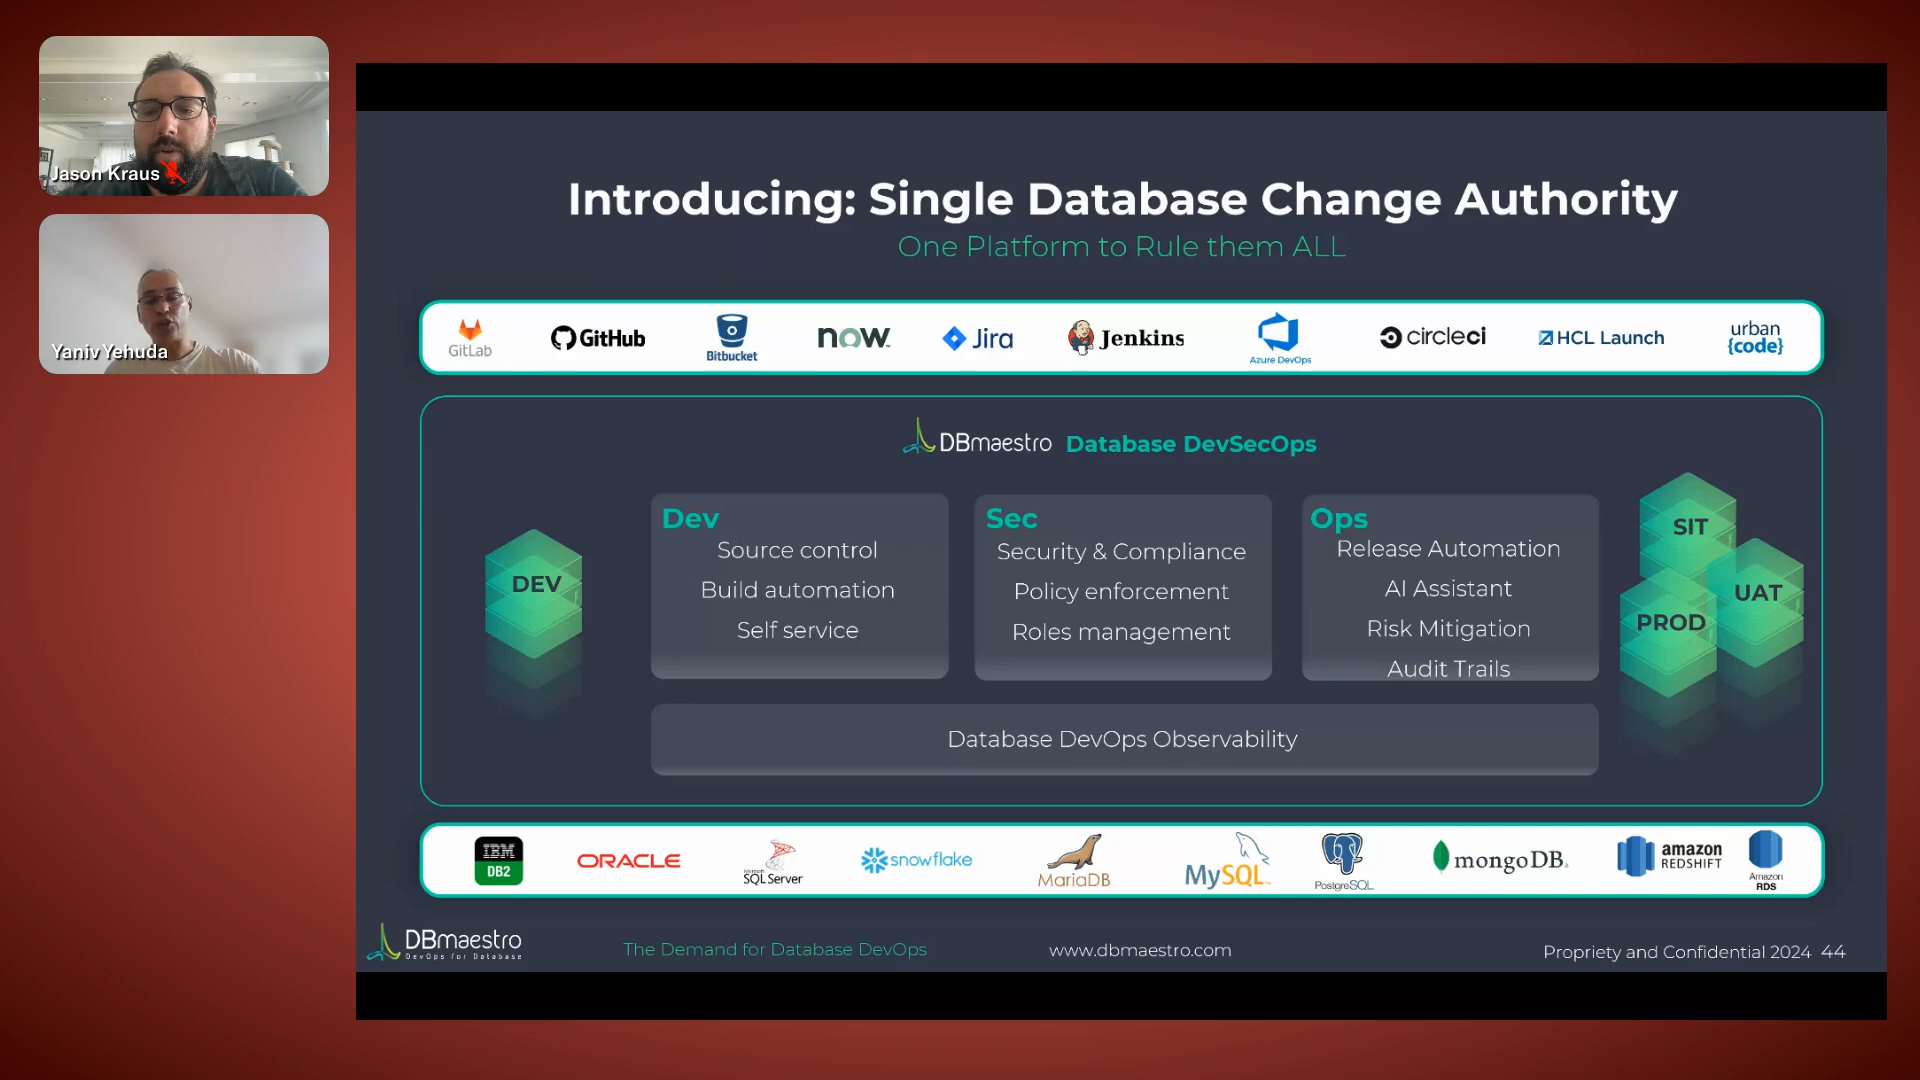 Jason Kraus
Yaniv Yehuda
Introducing: Single Database Change Authority
One Platform to Rule them ALL
GitLab
GitHub
Bitbucket
now
Jira
Jenkins
Azure DevOps
circleci
HCL Launch
urban
{code}
DBmaestro Database DevSecOps
DEV
Dev
Source control
Build automation
Self service
Sec
Security & Compliance
Policy enforcement
Roles management
Ops
Release Automation
AI Assistant
Risk Mitigation
Audit Trails
SIT
UAT
PROD
Database DevOps Observability
IBM
DB2
ORACLE
Microsoft
SQL Server
snowflake
MariaDB
MySQL
PostgreSQL
mongoDB
amazon
REDSHIFT
Amazon
RDS
DBmaestro
DevOps for Database
The Demand for Database DevOps
www.dbmaestro.com
Propriety and Confidential 2024 44